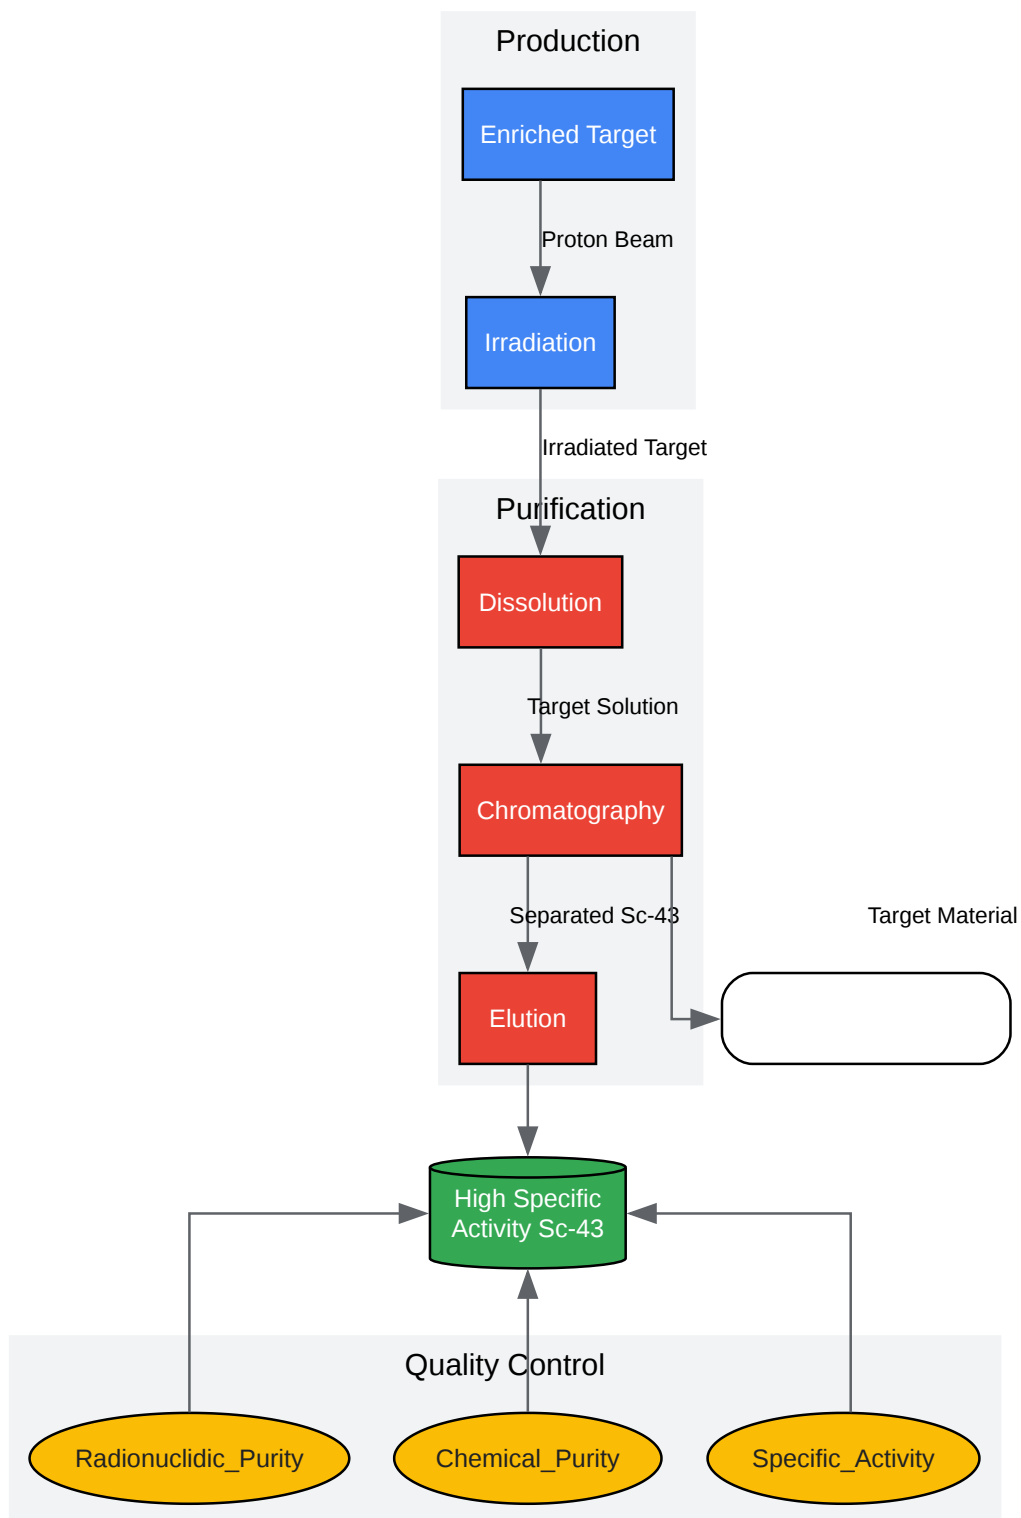 Production
Enriched Target
Proton Beam
Irradiation
Irradiated Target
Purification
Dissolution
Target Solution
Chromatography
Separated Sc-43
Target Material
Elution
High Specific
Activity Sc-43
Quality Control
Radionuclidic_Purity
Chemical_Purity
Specific_Activity